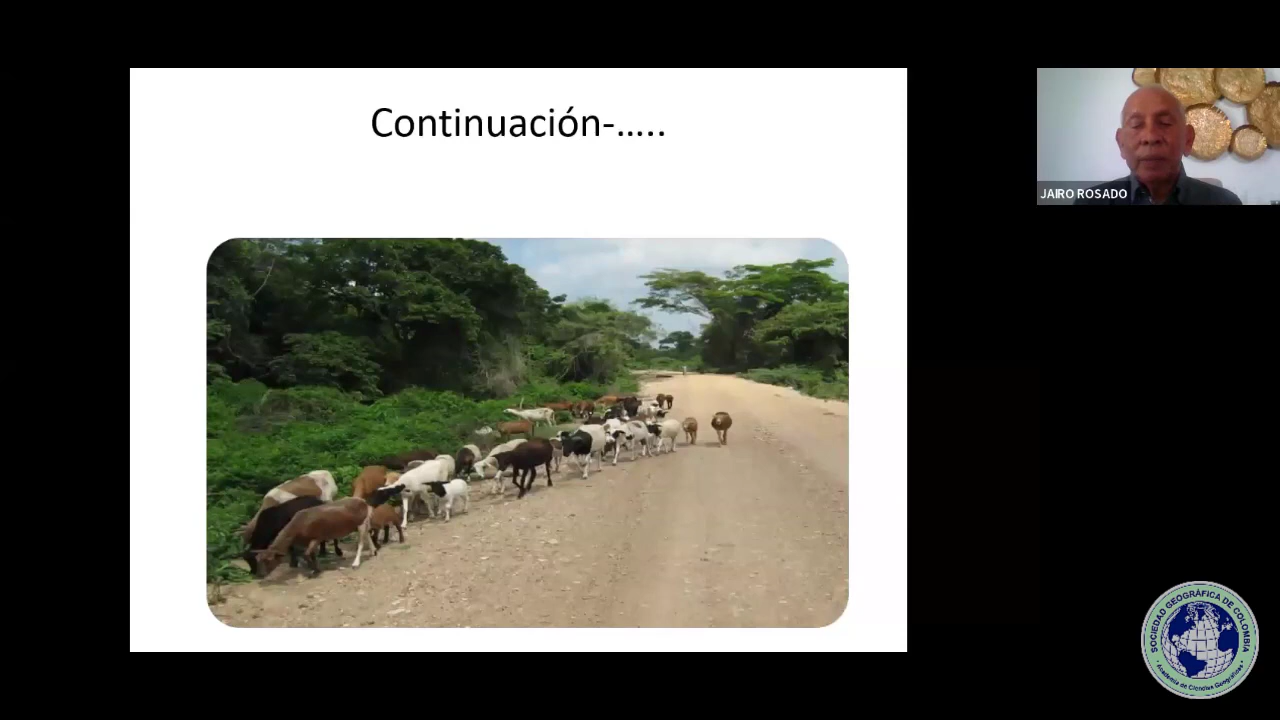 Continuación-.....
JAIRO ROSADO
SOCIEDAD GEOGRÁFICA DE COLOMBIA
Academia de Ciencias Geográficas